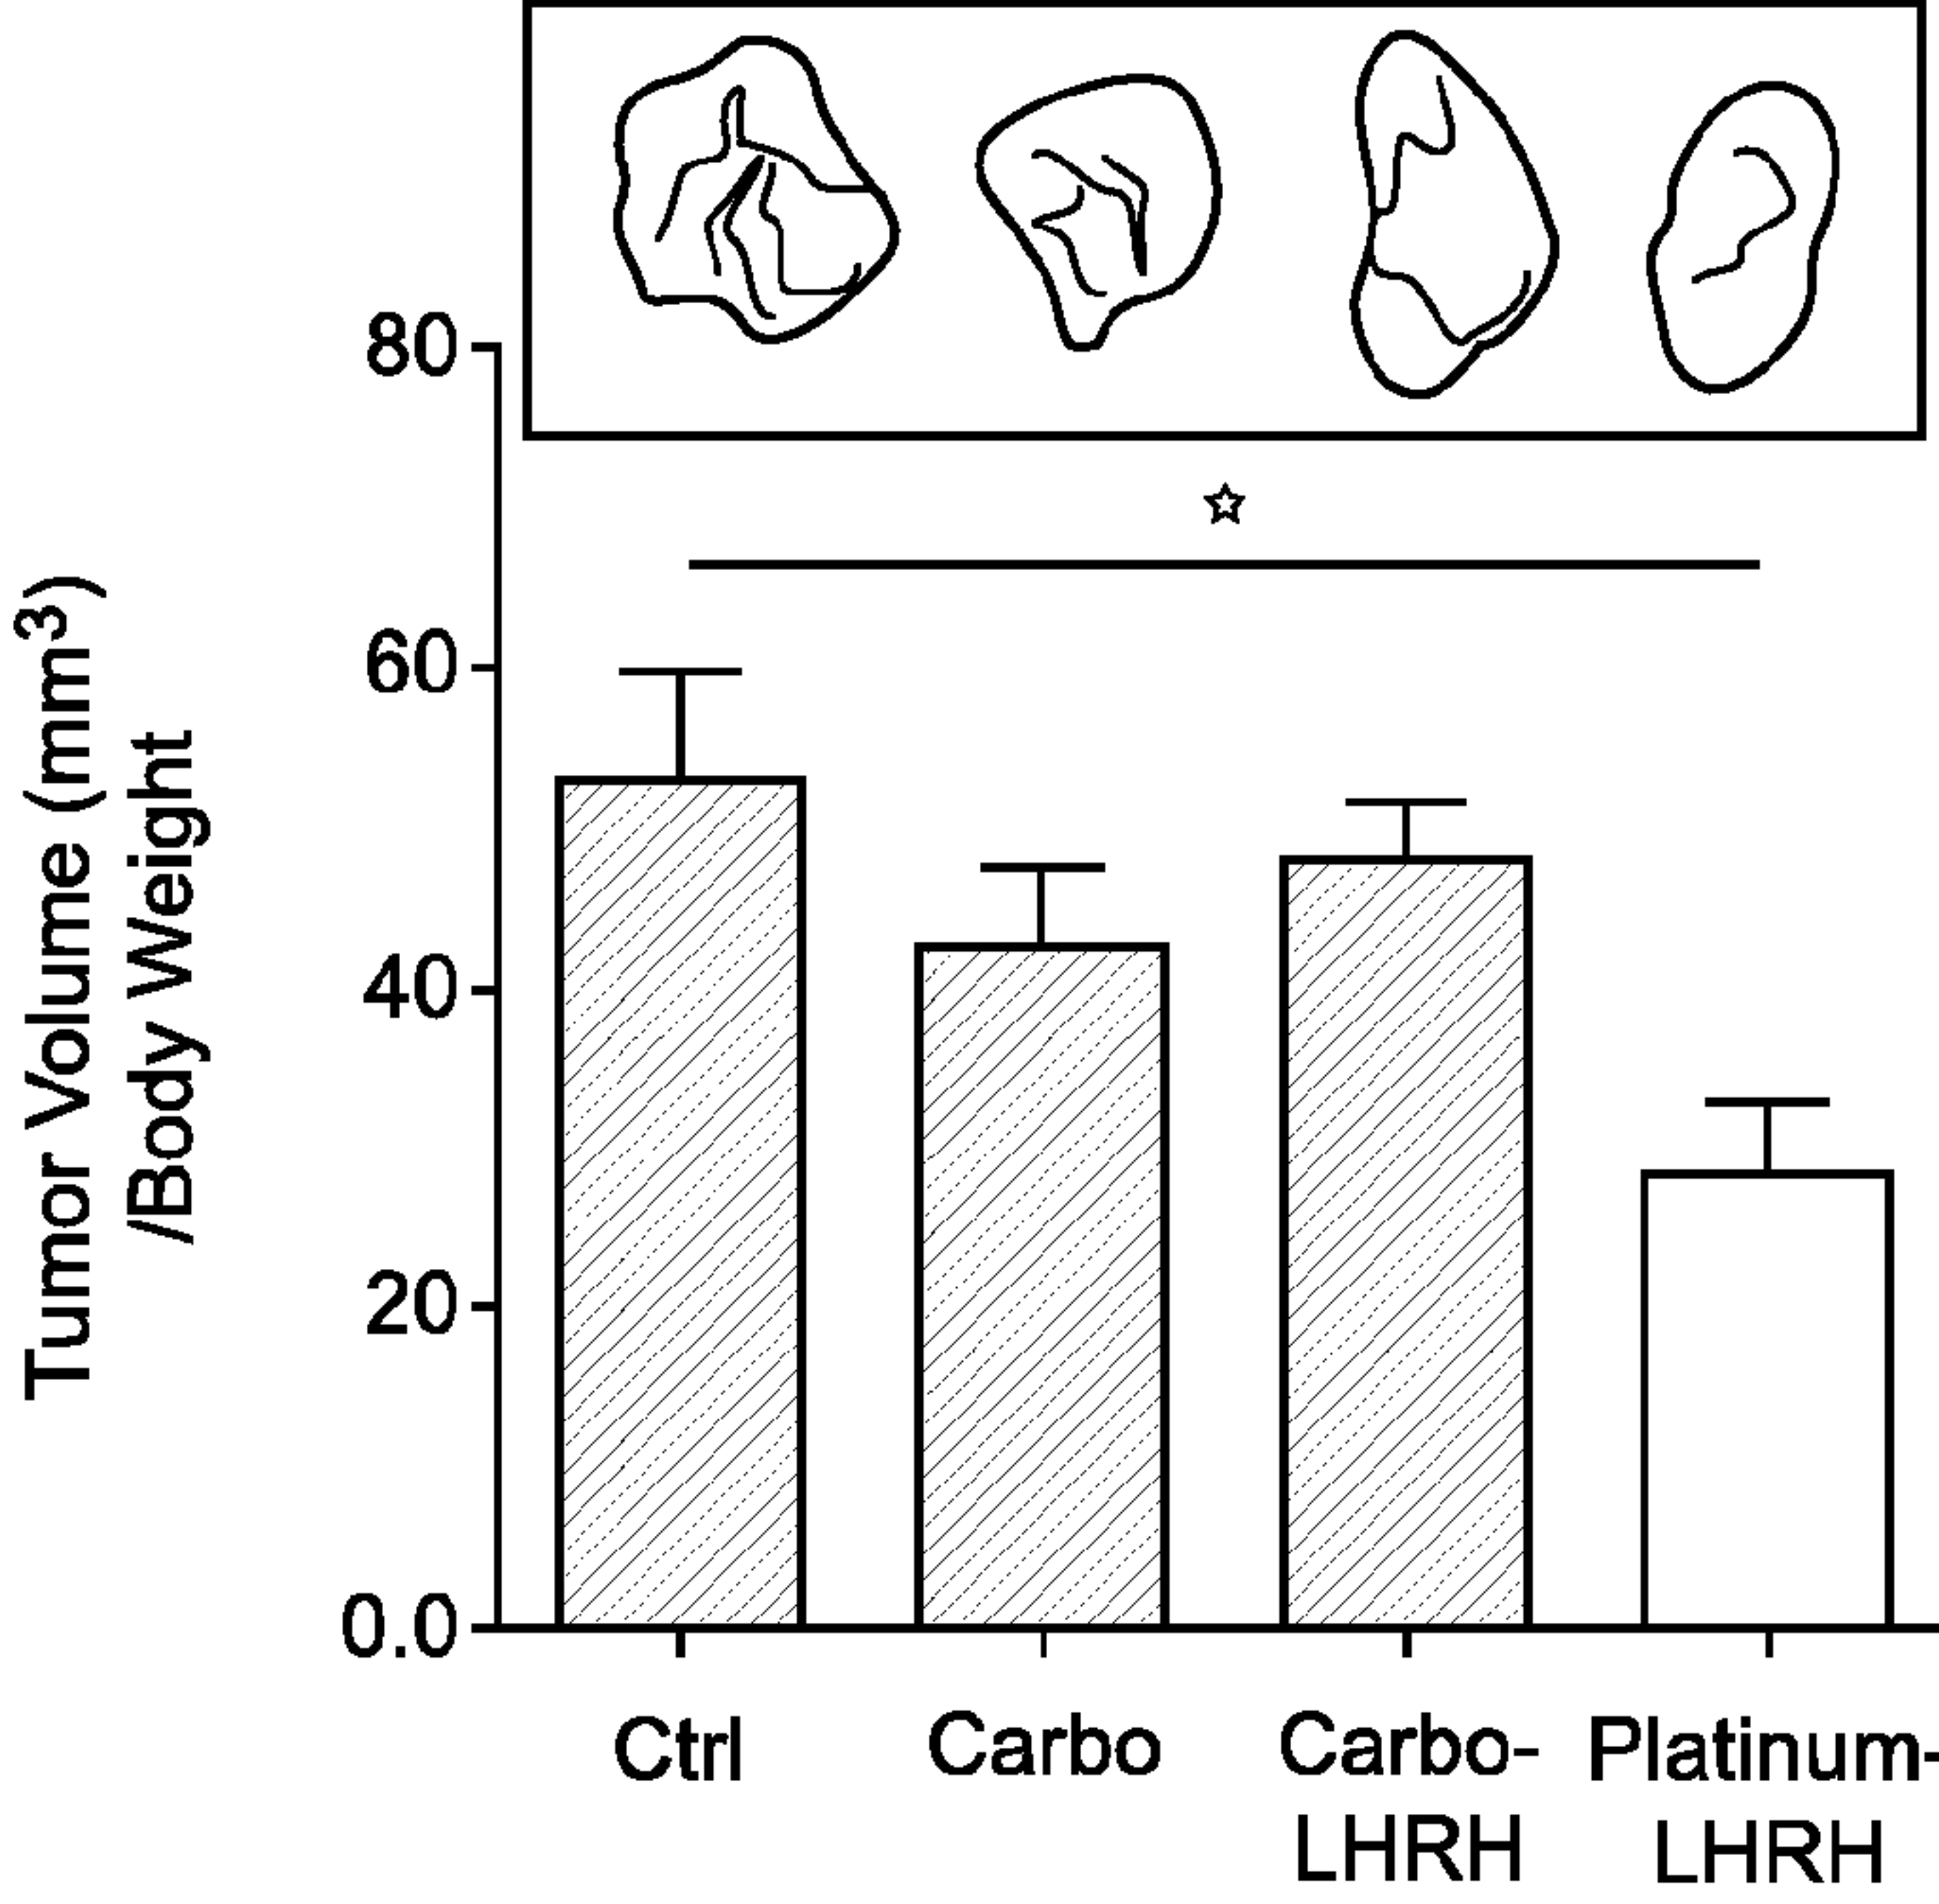 80
60
40
20
0.0
Tumor Volume (mm³)
/Body Weight
☆
Ctrl
Carbo
Carbo-
LHRH
Platinum-
LHRH